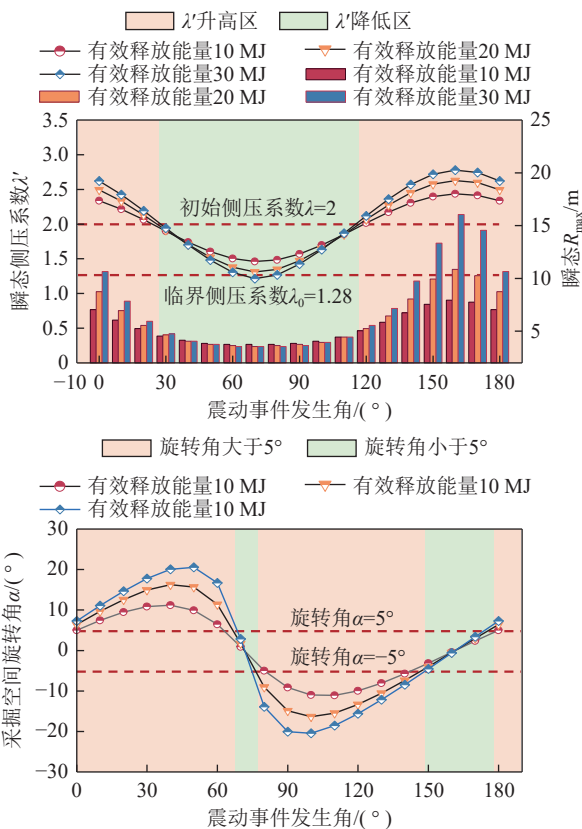 λ′升高区 λ′降低区
有效释放能量10 MJ 有效释放能量20 MJ
有效释放能量30 MJ 有效释放能量10 MJ
有效释放能量20 MJ 有效释放能量30 MJ
瞬态侧压系数λ′
3.5
3.0
2.5
2.0
1.5
1.0
0.5
0
初始侧压系数λ=2
临界侧压系数λ₀=1.28
25
20
15
10
5
瞬态Rmax/m
−10 0 30 60 90 120 150 180
震动事件发生角/(°)
旋转角大于5° 旋转角小于5°
有效释放能量10 MJ 有效释放能量10 MJ
有效释放能量10 MJ
采掘空间旋转角α/(°)
30
20
10
0
−10
−20
−30
旋转角α=5°
旋转角α=−5°
0 30 60 90 120 150 180
震动事件发生角/(°)